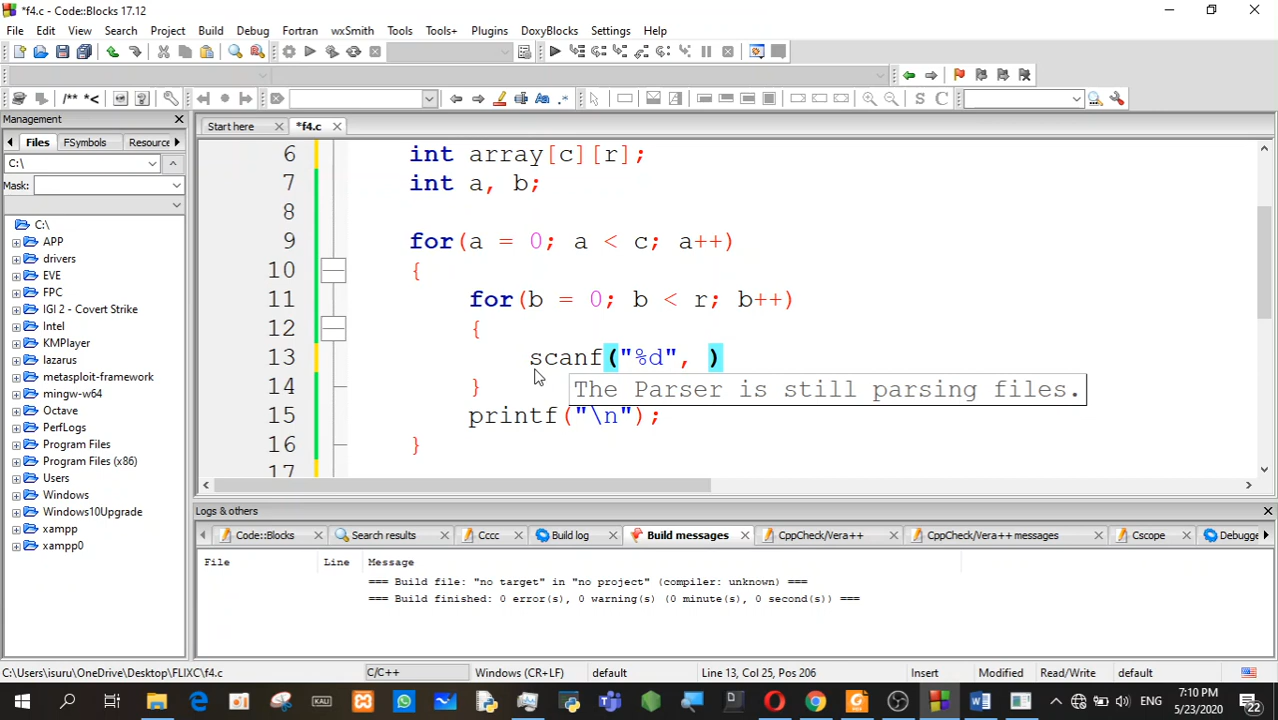 *f4.c - Code::Blocks 17.12
File Edit View Search Project Build Debug Fortran wxSmith Tools Tools+ Plugins DoxyBlocks Settings Help
/** *<
S C
Management
Start here
*f4.c
Files FSymbols Resource
C:\
Mask:
C:\
APP
drivers
EVE
FPC
IGI 2 - Covert Strike
Intel
KMPlayer
lazarus
metasploit-framework
mingw-w64
Octave
PerfLogs
Program Files
Program Files (x86)
Users
Windows
Windows10Upgrade
xampp
xampp0
6 int array[c][r];
7 int a, b;
8
9 for(a = 0; a < c; a++)
10 {
11 for(b = 0; b < r; b++)
12 {
13 scanf("%d", )
14 }
The Parser is still parsing files.
15 printf("\n");
16 }
17
Logs & others
Code::Blocks Search results Cccc Build log Build messages CppCheck/Vera++ CppCheck/Vera++ messages Cscope Debugge
File Line Message
=== Build file: "no target" in "no project" (compiler: unknown) ===
=== Build finished: 0 error(s), 0 warning(s) (0 minute(s), 0 second(s)) ===
C:\Users\isuru\OneDrive\Desktop\FLIXC\f4.c C/C++ Windows (CR+LF) default Line 13, Col 25, Pos 206 Insert Modified Read/Write default
KALI
ENG
7:10 PM
5/23/2020
22